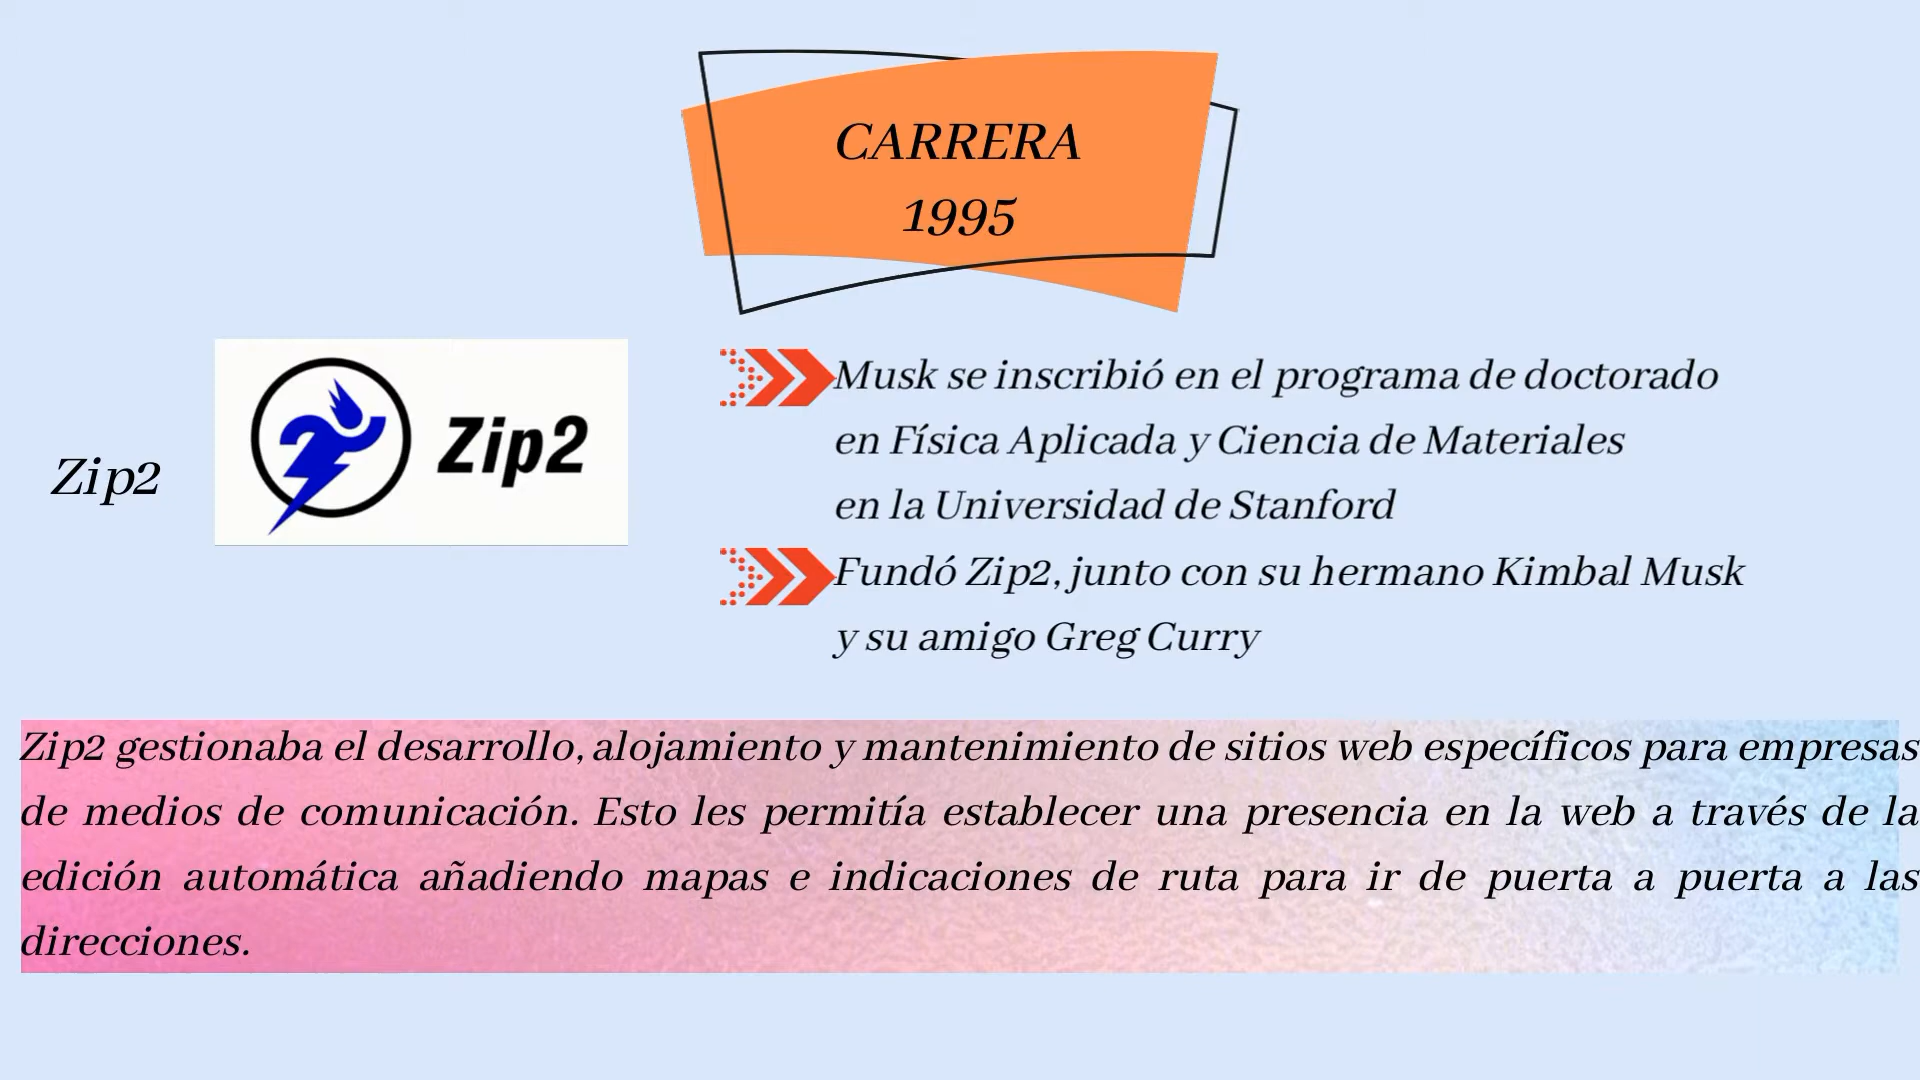 CARRERA
1995
Zip2
Zip2
Musk se inscribió en el programa de doctorado
en Física Aplicada y Ciencia de Materiales
en la Universidad de Stanford
Fundó Zip2, junto con su hermano Kimbal Musk
y su amigo Greg Curry
Zip2 gestionaba el desarrollo, alojamiento y mantenimiento de sitios web específicos para empresas
de medios de comunicación. Esto les permitía establecer una presencia en la web a través de la
edición automática añadiendo mapas e indicaciones de ruta para ir de puerta a puerta a las
direcciones.